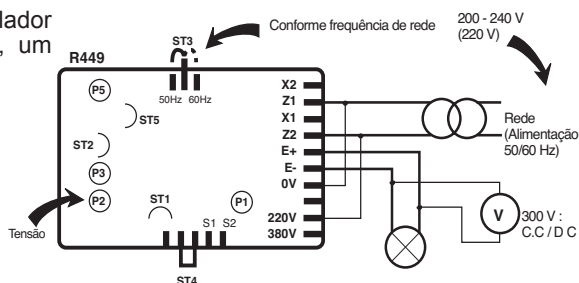 lador
, um
R449
ST3
Conforme frequência de rede
200 - 240 V
(220 V)
P5
50Hz 60Hz
ST5
ST2
P3
P2
ST1
P1
S1 S2
Tensão
ST4
X2
Z1
X1
Z2
E+
E-
0V
220V
380V
Rede
(Alimentação
50/60 Hz)
V
300 V :
C.C / D C